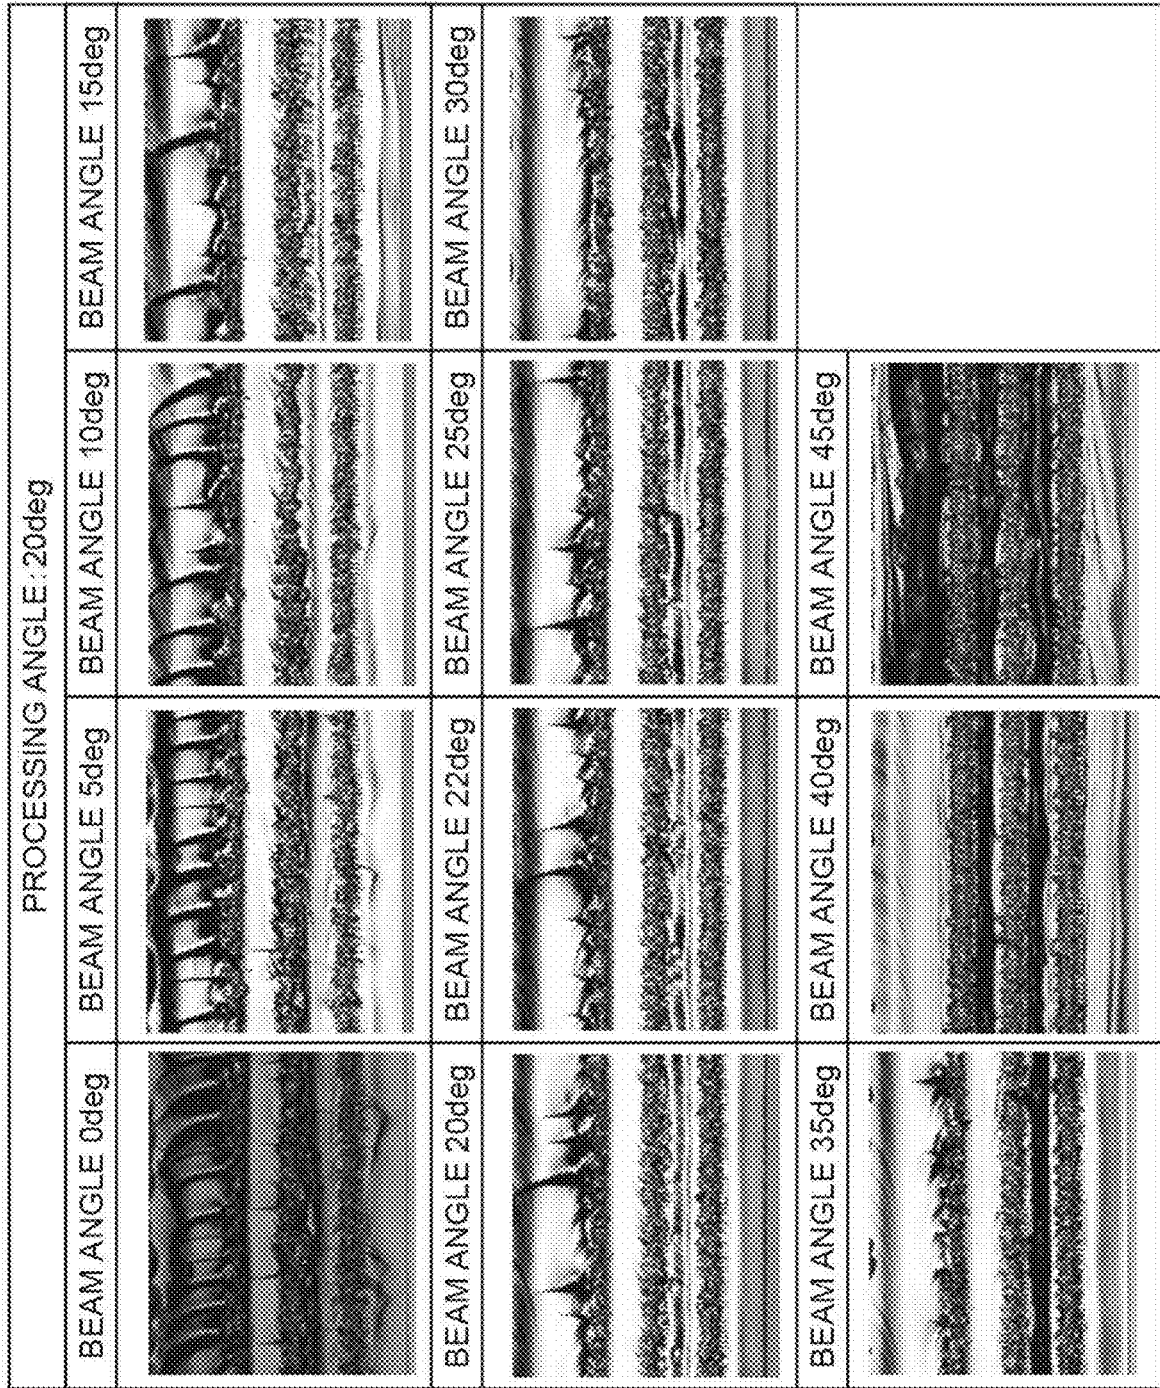 PROCESSING ANGLE:20deg
BEAM ANGLE 0deg
BEAM ANGLE 5deg
BEAM ANGLE 10deg
BEAM ANGLE 15deg
BEAM ANGLE 20deg
BEAM ANGLE 22deg
BEAM ANGLE 25deg
BEAM ANGLE 30deg
BEAM ANGLE 35deg
BEAM ANGLE 40deg
BEAM ANGLE 45deg